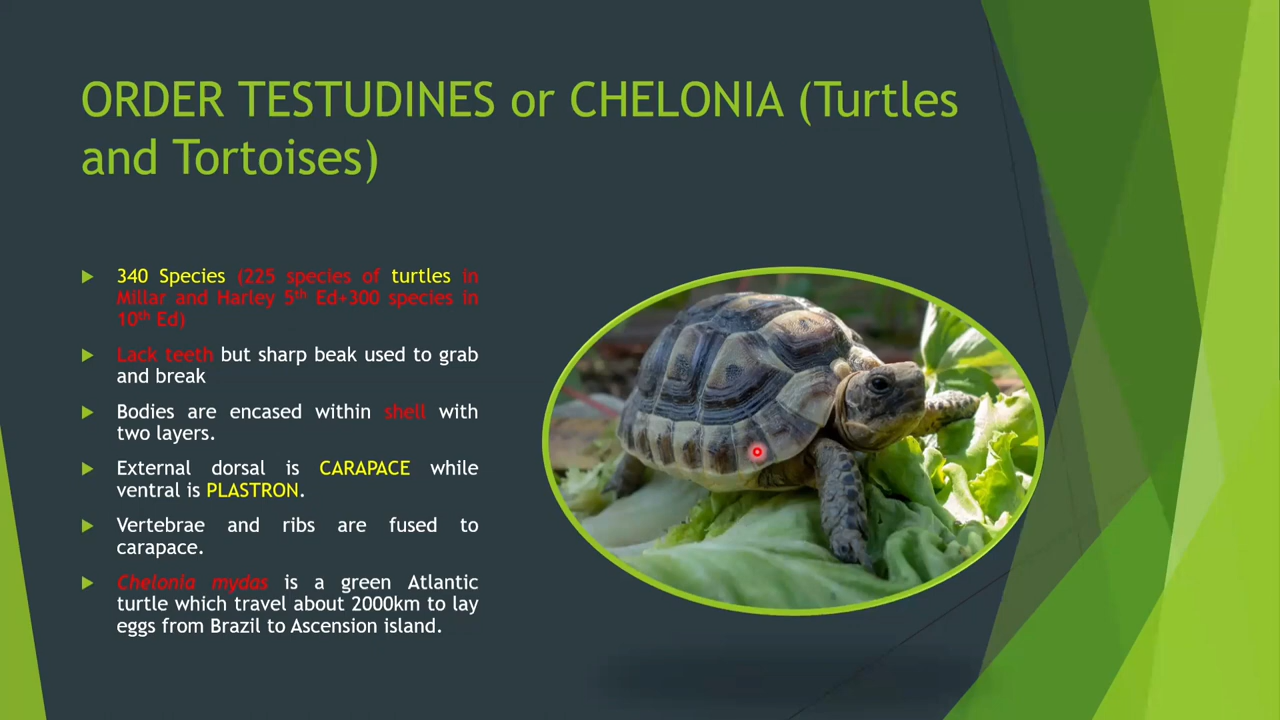 ORDER TESTUDINES or CHELONIA (Turtles
and Tortoises)
340 Species (225 species of turtles in
Millar and Harley 5th Ed+300 species in
10th Ed)
Lack teeth but sharp beak used to grab
and break
Bodies are encased within shell with
two layers.
External dorsal is CARAPACE while
ventral is PLASTRON.
Vertebrae and ribs are fused to
carapace.
Chelonia mydas is a green Atlantic
turtle which travel about 2000km to lay
eggs from Brazil to Ascension island.